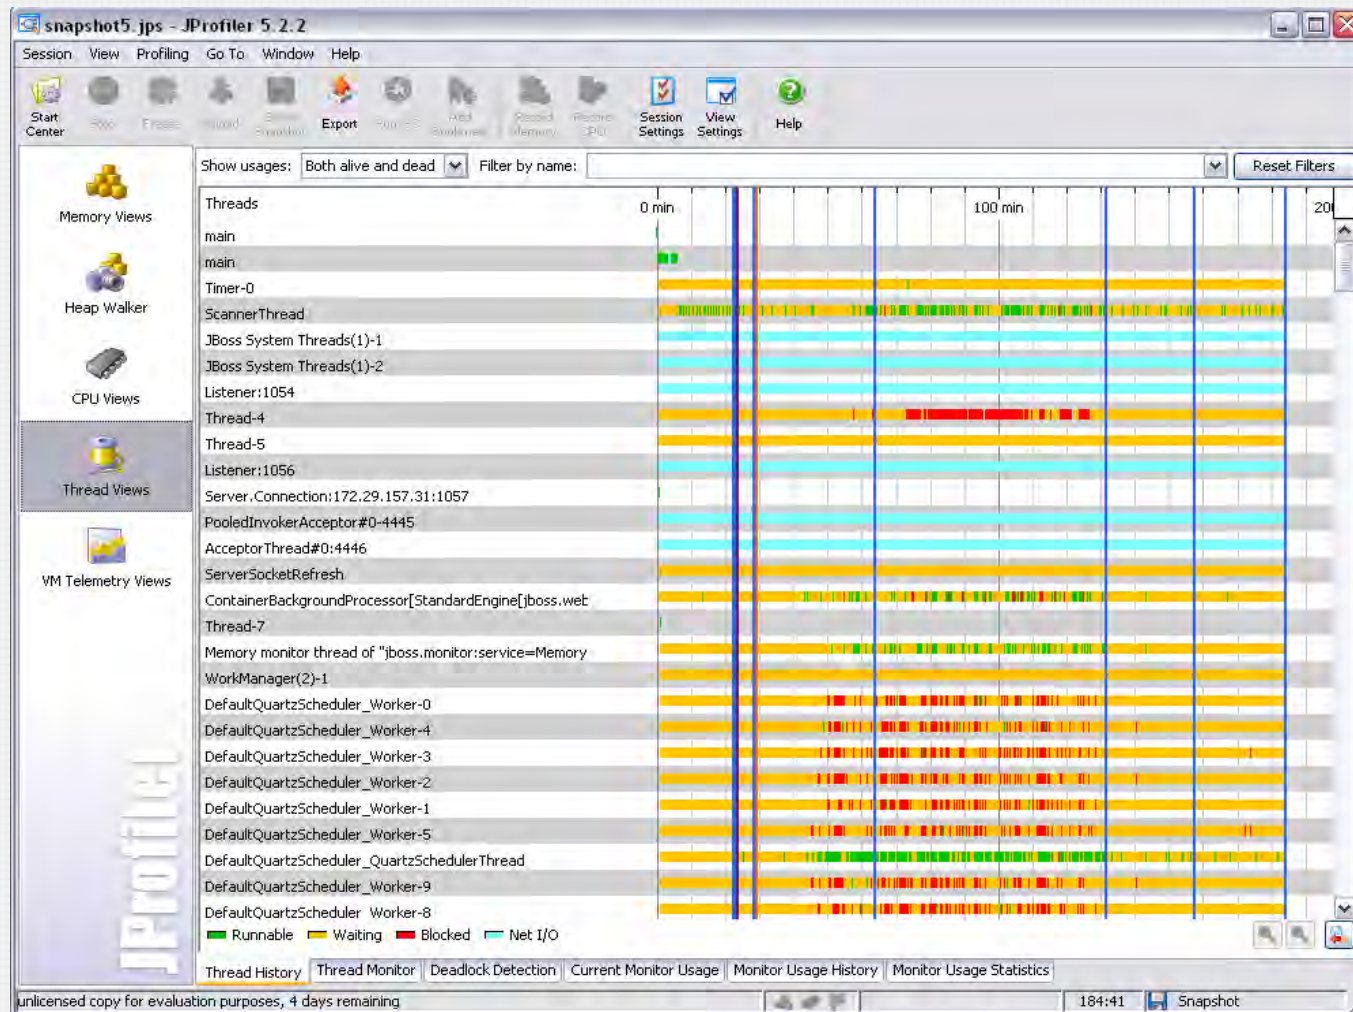 snapshot5.jps - JProfiler 5.2.2
Session View Profiling Go To Window Help
Start Center
Export
Session Settings
View Settings
Help
Show usages: Both alive and dead Filter by name: Reset Filters
Memory Views
Heap Walker
CPU Views
Thread Views
VM Telemetry Views
JProfiler
Threads 0 min 100 min
main
main
Timer-0
ScannerThread
JBoss System Threads(1)-1
JBoss System Threads(1)-2
Listener:1054
Thread-4
Thread-5
Listener:1056
Server.Connection:172.29.157.31:1057
PooledInvokerAcceptor#0-4445
AcceptorThread#0:4446
ServerSocketRefresh
ContainerBackgroundProcessor[StandardEngine[jboss.web
Thread-7
Memory monitor thread of "jboss.monitor:service=Memory
WorkManager(2)-1
DefaultQuartzScheduler_Worker-0
DefaultQuartzScheduler_Worker-4
DefaultQuartzScheduler_Worker-3
DefaultQuartzScheduler_Worker-2
DefaultQuartzScheduler_Worker-1
DefaultQuartzScheduler_Worker-5
DefaultQuartzScheduler_QuartzSchedulerThread
DefaultQuartzScheduler_Worker-9
DefaultQuartzScheduler_Worker-8
Runnable Waiting Blocked Net I/O
Thread History Thread Monitor Deadlock Detection Current Monitor Usage Monitor Usage History Monitor Usage Statistics
unlicensed copy for evaluation purposes, 4 days remaining 184:41 Snapshot